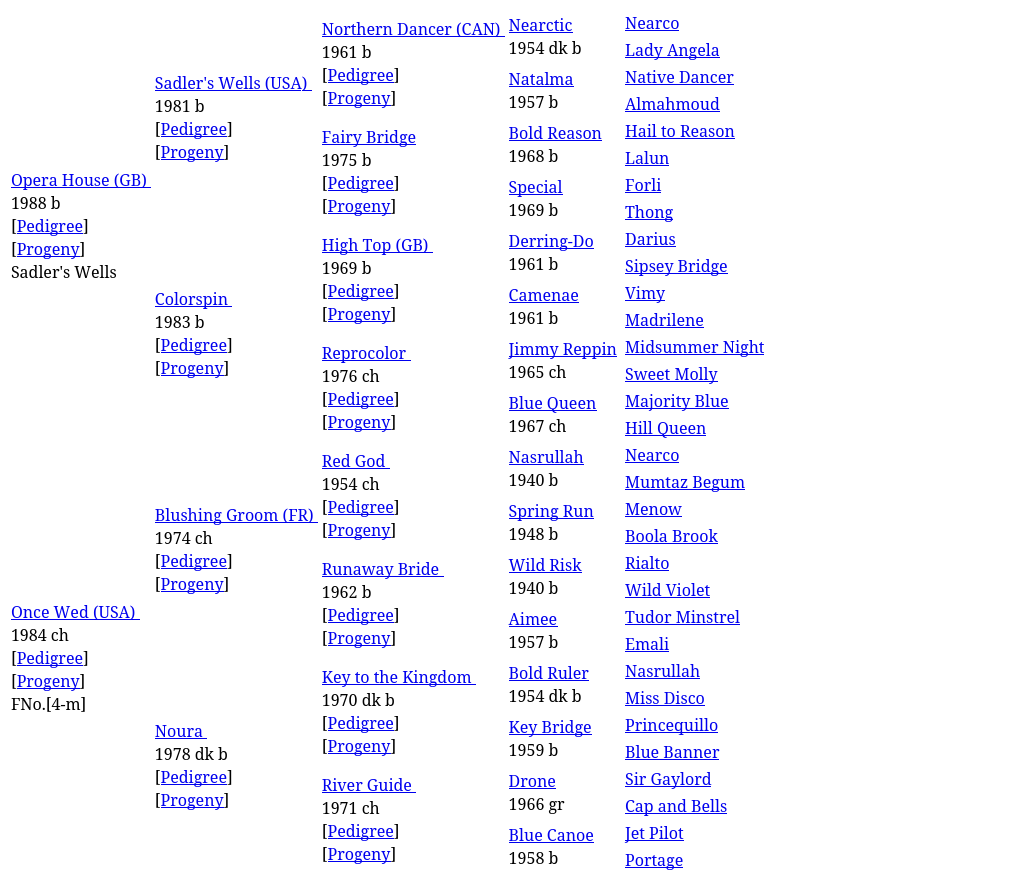 Opera House (GB)
1988 b
[Pedigree]
[Progeny]
Sadler's Wells
Once Wed (USA)
1984 ch
[Pedigree]
[Progeny]
FNo.[4-m]
Sadler's Wells (USA)
1981 b
[Pedigree]
[Progeny]
Colorspin
1983 b
[Pedigree]
[Progeny]
Blushing Groom (FR)
1974 ch
[Pedigree]
[Progeny]
Noura
1978 dk b
[Pedigree]
[Progeny]
Northern Dancer (CAN)
1961 b
[Pedigree]
[Progeny]
Fairy Bridge
1975 b
[Pedigree]
[Progeny]
High Top (GB)
1969 b
[Pedigree]
[Progeny]
Reprocolor
1976 ch
[Pedigree]
[Progeny]
Red God
1954 ch
[Pedigree]
[Progeny]
Runaway Bride
1962 b
[Pedigree]
[Progeny]
Key to the Kingdom
1970 dk b
[Pedigree]
[Progeny]
River Guide
1971 ch
[Pedigree]
[Progeny]
Nearctic
1954 dk b
Natalma
1957 b
Bold Reason
1968 b
Special
1969 b
Derring-Do
1961 b
Camenae
1961 b
Jimmy Reppin
1965 ch
Blue Queen
1967 ch
Nasrullah
1940 b
Spring Run
1948 b
Wild Risk
1940 b
Aimee
1957 b
Bold Ruler
1954 dk b
Key Bridge
1959 b
Drone
1966 gr
Blue Canoe
1958 b
Nearco
Lady Angela
Native Dancer
Almahmoud
Hail to Reason
Lalun
Forli
Thong
Darius
Sipsey Bridge
Vimy
Madrilene
Midsummer Night
Sweet Molly
Majority Blue
Hill Queen
Nearco
Mumtaz Begum
Menow
Boola Brook
Rialto
Wild Violet
Tudor Minstrel
Emali
Nasrullah
Miss Disco
Princequillo
Blue Banner
Sir Gaylord
Cap and Bells
Jet Pilot
Portage